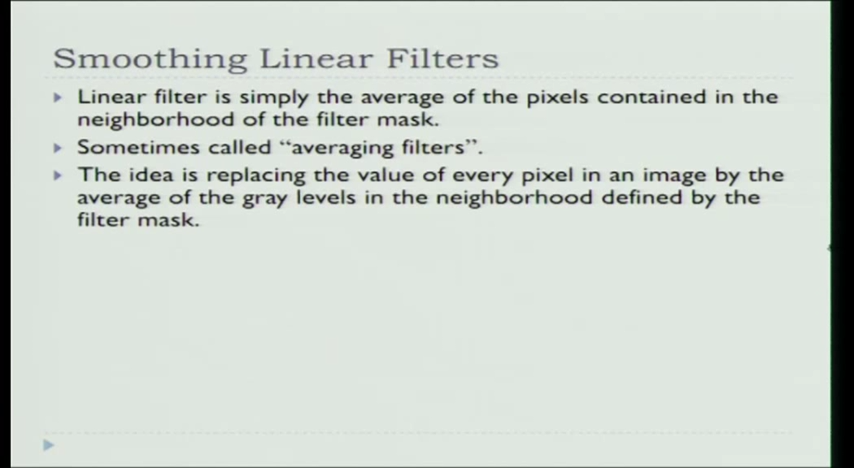 Smoothing Linear Filters
Linear filter is simply the average of the pixels contained in the
neighborhood of the filter mask.
Sometimes called “averaging filters”.
The idea is replacing the value of every pixel in an image by the
average of the gray levels in the neighborhood defined by the
filter mask.